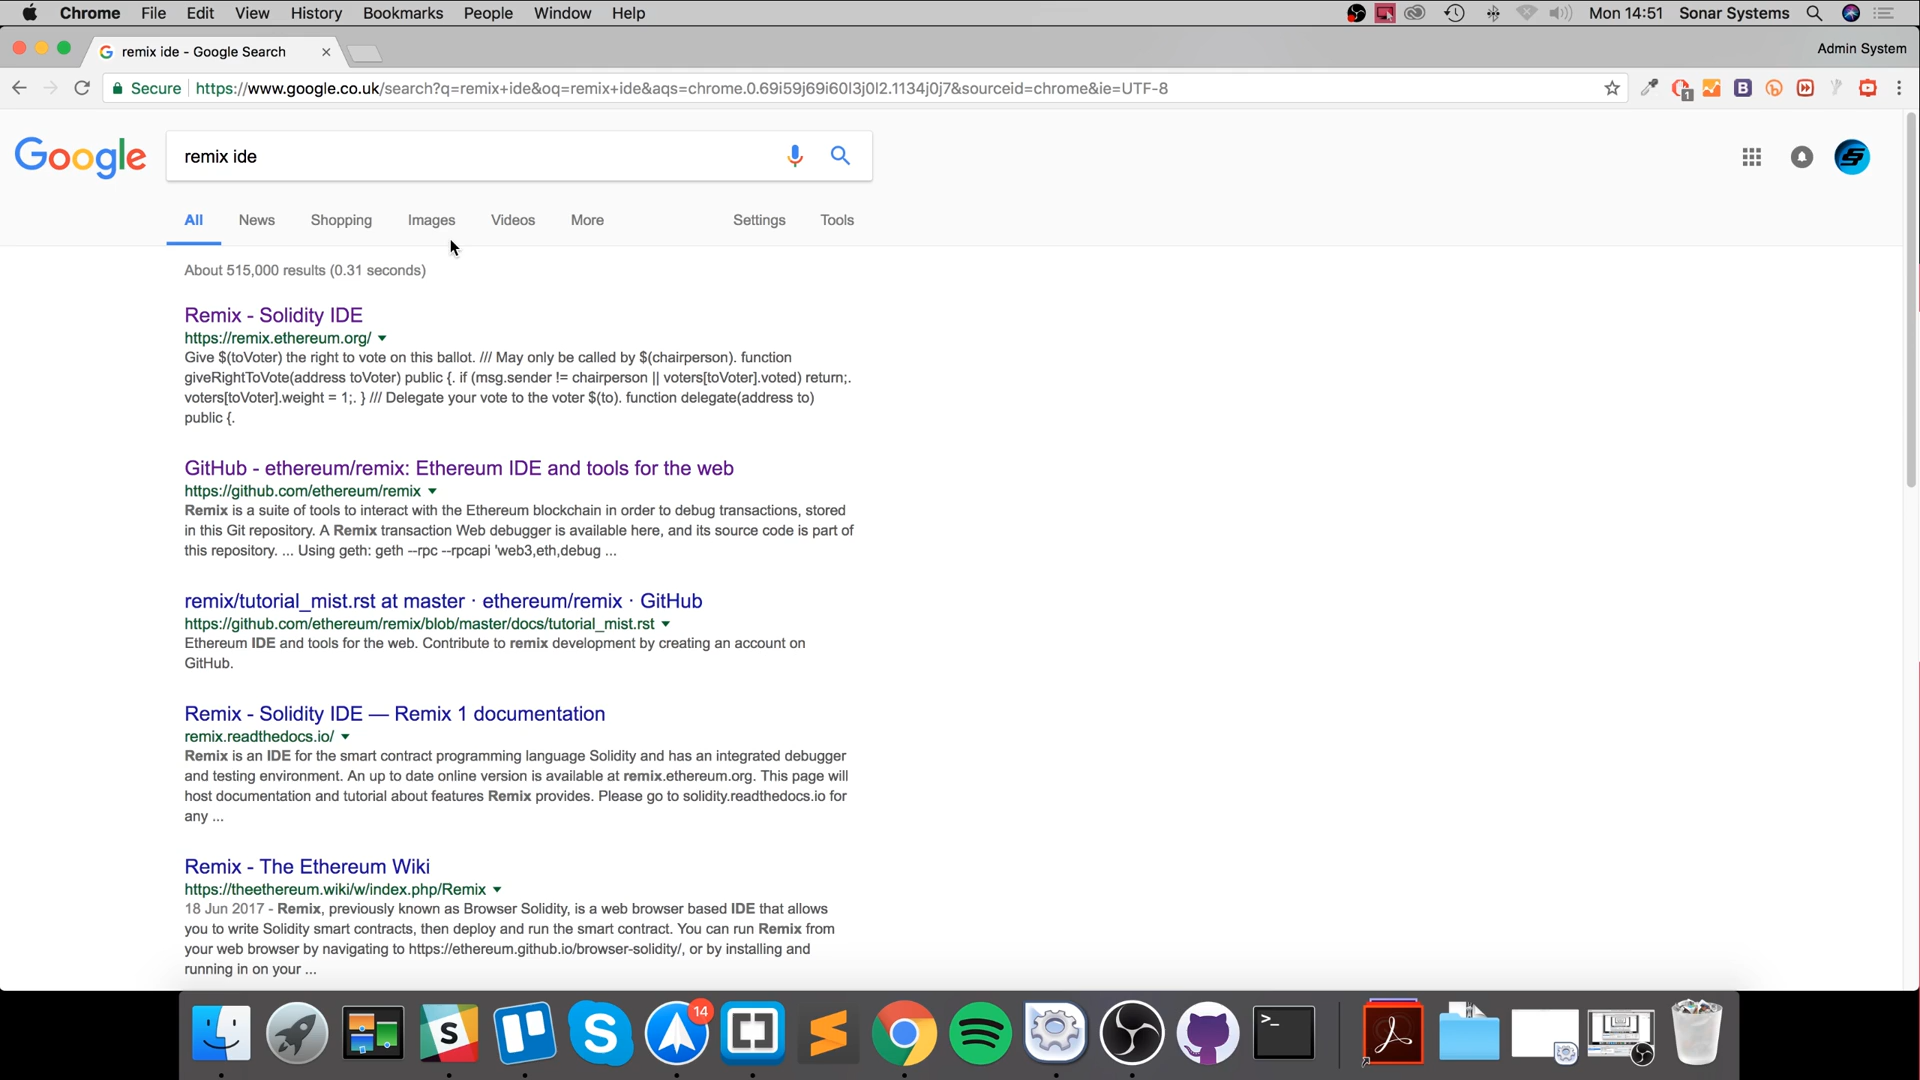 Chrome File Edit View History Bookmarks People Window Help Mon 14:51 Sonar Systems
remix ide - Google Search
Admin System
Secure https://www.google.co.uk/search?q=remix+ide&oq=remix+ide&aqs=chrome.0.69i59j69i60l3j0l2.1134j0j7&sourceid=chrome&ie=UTF-8
Google
remix ide
All News Shopping Images Videos More Settings Tools
About 515,000 results (0.31 seconds)
Remix - Solidity IDE
https://remix.ethereum.org/
Give $(toVoter) the right to vote on this ballot. /// May only be called by $(chairperson). function
giveRightToVote(address toVoter) public {. if (msg.sender != chairperson || voters[toVoter].voted) return;.
voters[toVoter].weight = 1;. } /// Delegate your vote to the voter $(to). function delegate(address to)
public {.
GitHub - ethereum/remix: Ethereum IDE and tools for the web
https://github.com/ethereum/remix
Remix is a suite of tools to interact with the Ethereum blockchain in order to debug transactions, stored
in this Git repository. A Remix transaction Web debugger is available here, and its source code is part of
this repository. ... Using geth: geth --rpc --rpcapi 'web3,eth,debug ...
remix/tutorial_mist.rst at master · ethereum/remix · GitHub
https://github.com/ethereum/remix/blob/master/docs/tutorial_mist.rst
Ethereum IDE and tools for the web. Contribute to remix development by creating an account on
GitHub.
Remix - Solidity IDE — Remix 1 documentation
remix.readthedocs.io/
Remix is an IDE for the smart contract programming language Solidity and has an integrated debugger
and testing environment. An up to date online version is available at remix.ethereum.org. This page will
host documentation and tutorial about features Remix provides. Please go to solidity.readthedocs.io for
any ...
Remix - The Ethereum Wiki
https://theethereum.wiki/w/index.php/Remix
18 Jun 2017 - Remix, previously known as Browser Solidity, is a web browser based IDE that allows
you to write Solidity smart contracts, then deploy and run the smart contract. You can run Remix from
your web browser by navigating to https://ethereum.github.io/browser-solidity/, or by installing and
running in on your ...
14